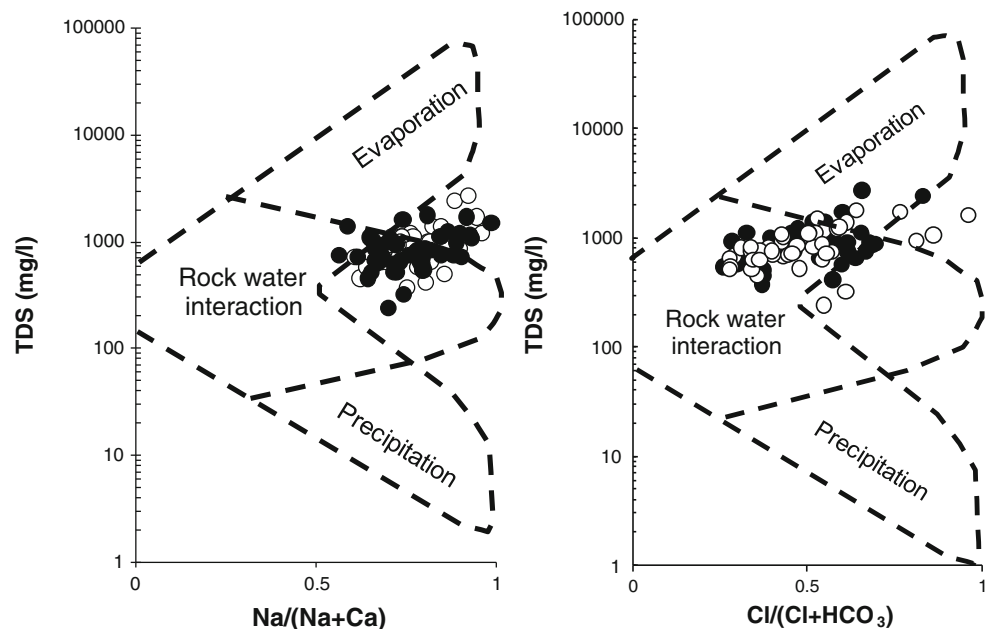 100000
10000
1000
100
10
1
TDS (mg/l)
Evaporation
Rock water
interaction
Precipitation
0
0.5
1
Na/(Na+Ca)
100000
10000
1000
100
10
1
TDS (mg/l)
Evaporation
Rock water
interaction
Precipitation
0
0.5
1
Cl/(Cl+HCO₃)